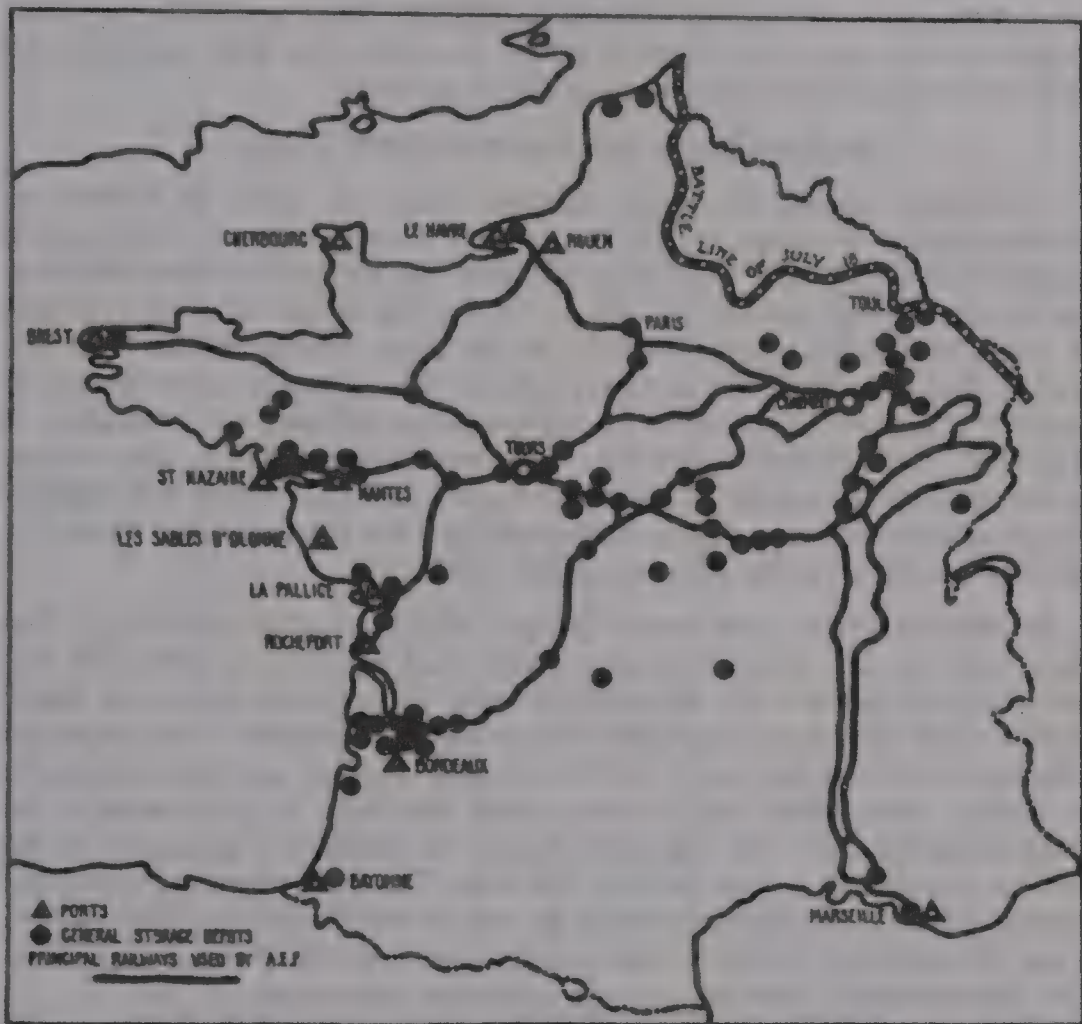 BATTLE LINE OF JULY 18
CHERBOURG
LE HAVRE
ROUEN
TOUL
BREST
PARIS
TOURS
ST NAZAIRE
NANTES
LES SABLES D'OLONNE
LA PALLICE
ROCHEFORT
BORDEAUX
BAYONNE
MARSEILLE
PORTS
GENERAL STORAGE DEPOTS
PRINCIPAL RAILWAYS USED BY A.E.F